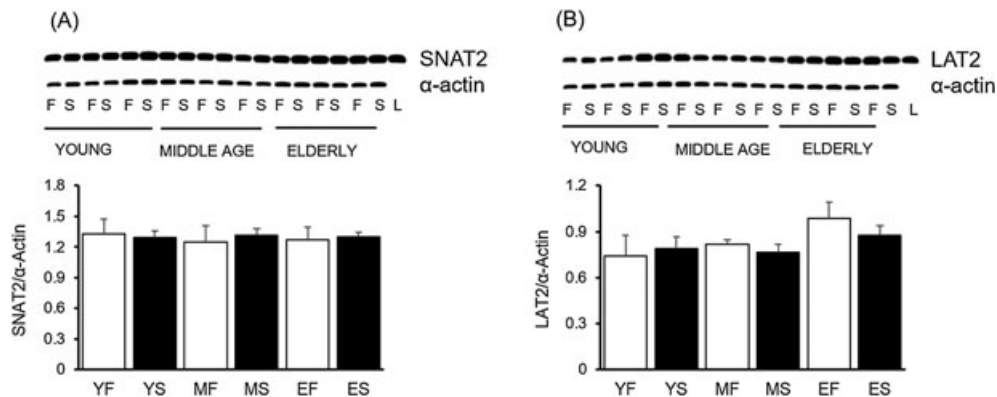 (A)
SNAT2
α-actin
F S F S F S F S F S F S F S F S F S L
YOUNG MIDDLE AGE ELDERLY
SNAT2/α-Actin
1.8
1.5
1.2
0.9
0.6
0.3
0
YF YS MF MS EF ES
(B)
LAT2
α-actin
F S F S F S F S F S F S F S F S F S L
YOUNG MIDDLE AGE ELDERLY
LAT2/α-Actin
1.2
0.9
0.6
0.3
0
YF YS MF MS EF ES